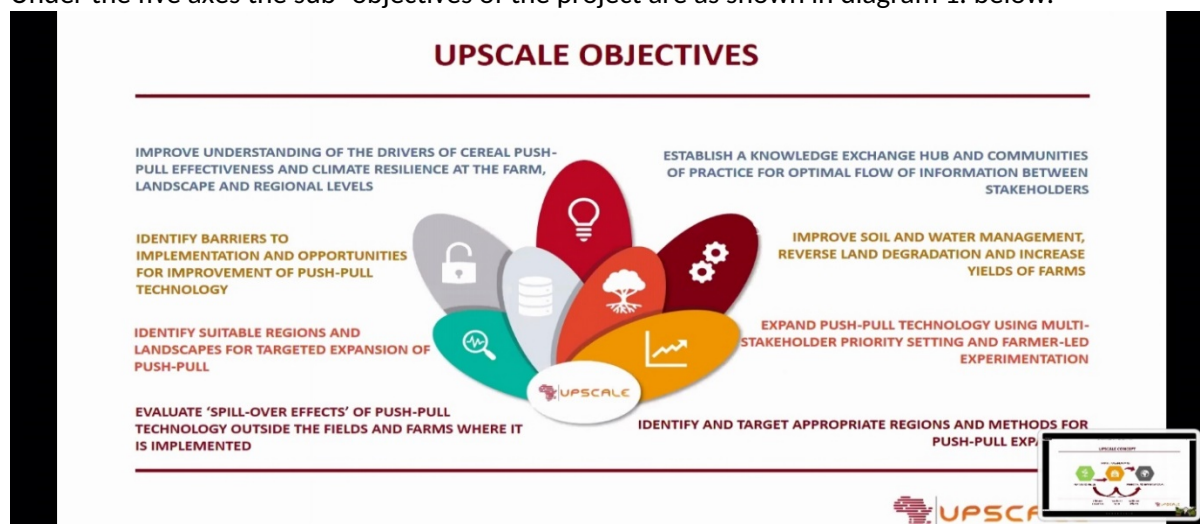 Under the five axes the sub- objectives of the project are as shown in diagram 1. below.
UPSCALE OBJECTIVES
IMPROVE UNDERSTANDING OF THE DRIVERS OF CEREAL PUSH-
PULL EFFECTIVENESS AND CLIMATE RESILIENCE AT THE FARM,
LANDSCAPE AND REGIONAL LEVELS
IDENTIFY BARRIERS TO
IMPLEMENTATION AND OPPORTUNITIES
FOR IMPROVEMENT OF PUSH-PULL
TECHNOLOGY
IDENTIFY SUITABLE REGIONS AND
LANDSCAPES FOR TARGETED EXPANSION OF
PUSH-PULL
EVALUATE ‘SPILL-OVER EFFECTS’ OF PUSH-PULL
TECHNOLOGY OUTSIDE THE FIELDS AND FARMS WHERE IT
IS IMPLEMENTED
ESTABLISH A KNOWLEDGE EXCHANGE HUB AND COMMUNITIES
OF PRACTICE FOR OPTIMAL FLOW OF INFORMATION BETWEEN
STAKEHOLDERS
IMPROVE SOIL AND WATER MANAGEMENT,
REVERSE LAND DEGRADATION AND INCREASE
YIELDS OF FARMS
EXPAND PUSH-PULL TECHNOLOGY USING MULTI-
STAKEHOLDER PRIORITY SETTING AND FARMER-LED
EXPERIMENTATION
IDENTIFY AND TARGET APPROPRIATE REGIONS AND METHODS FOR
PUSH-PULL
UPSCALE
UPSCALE CONCEPT